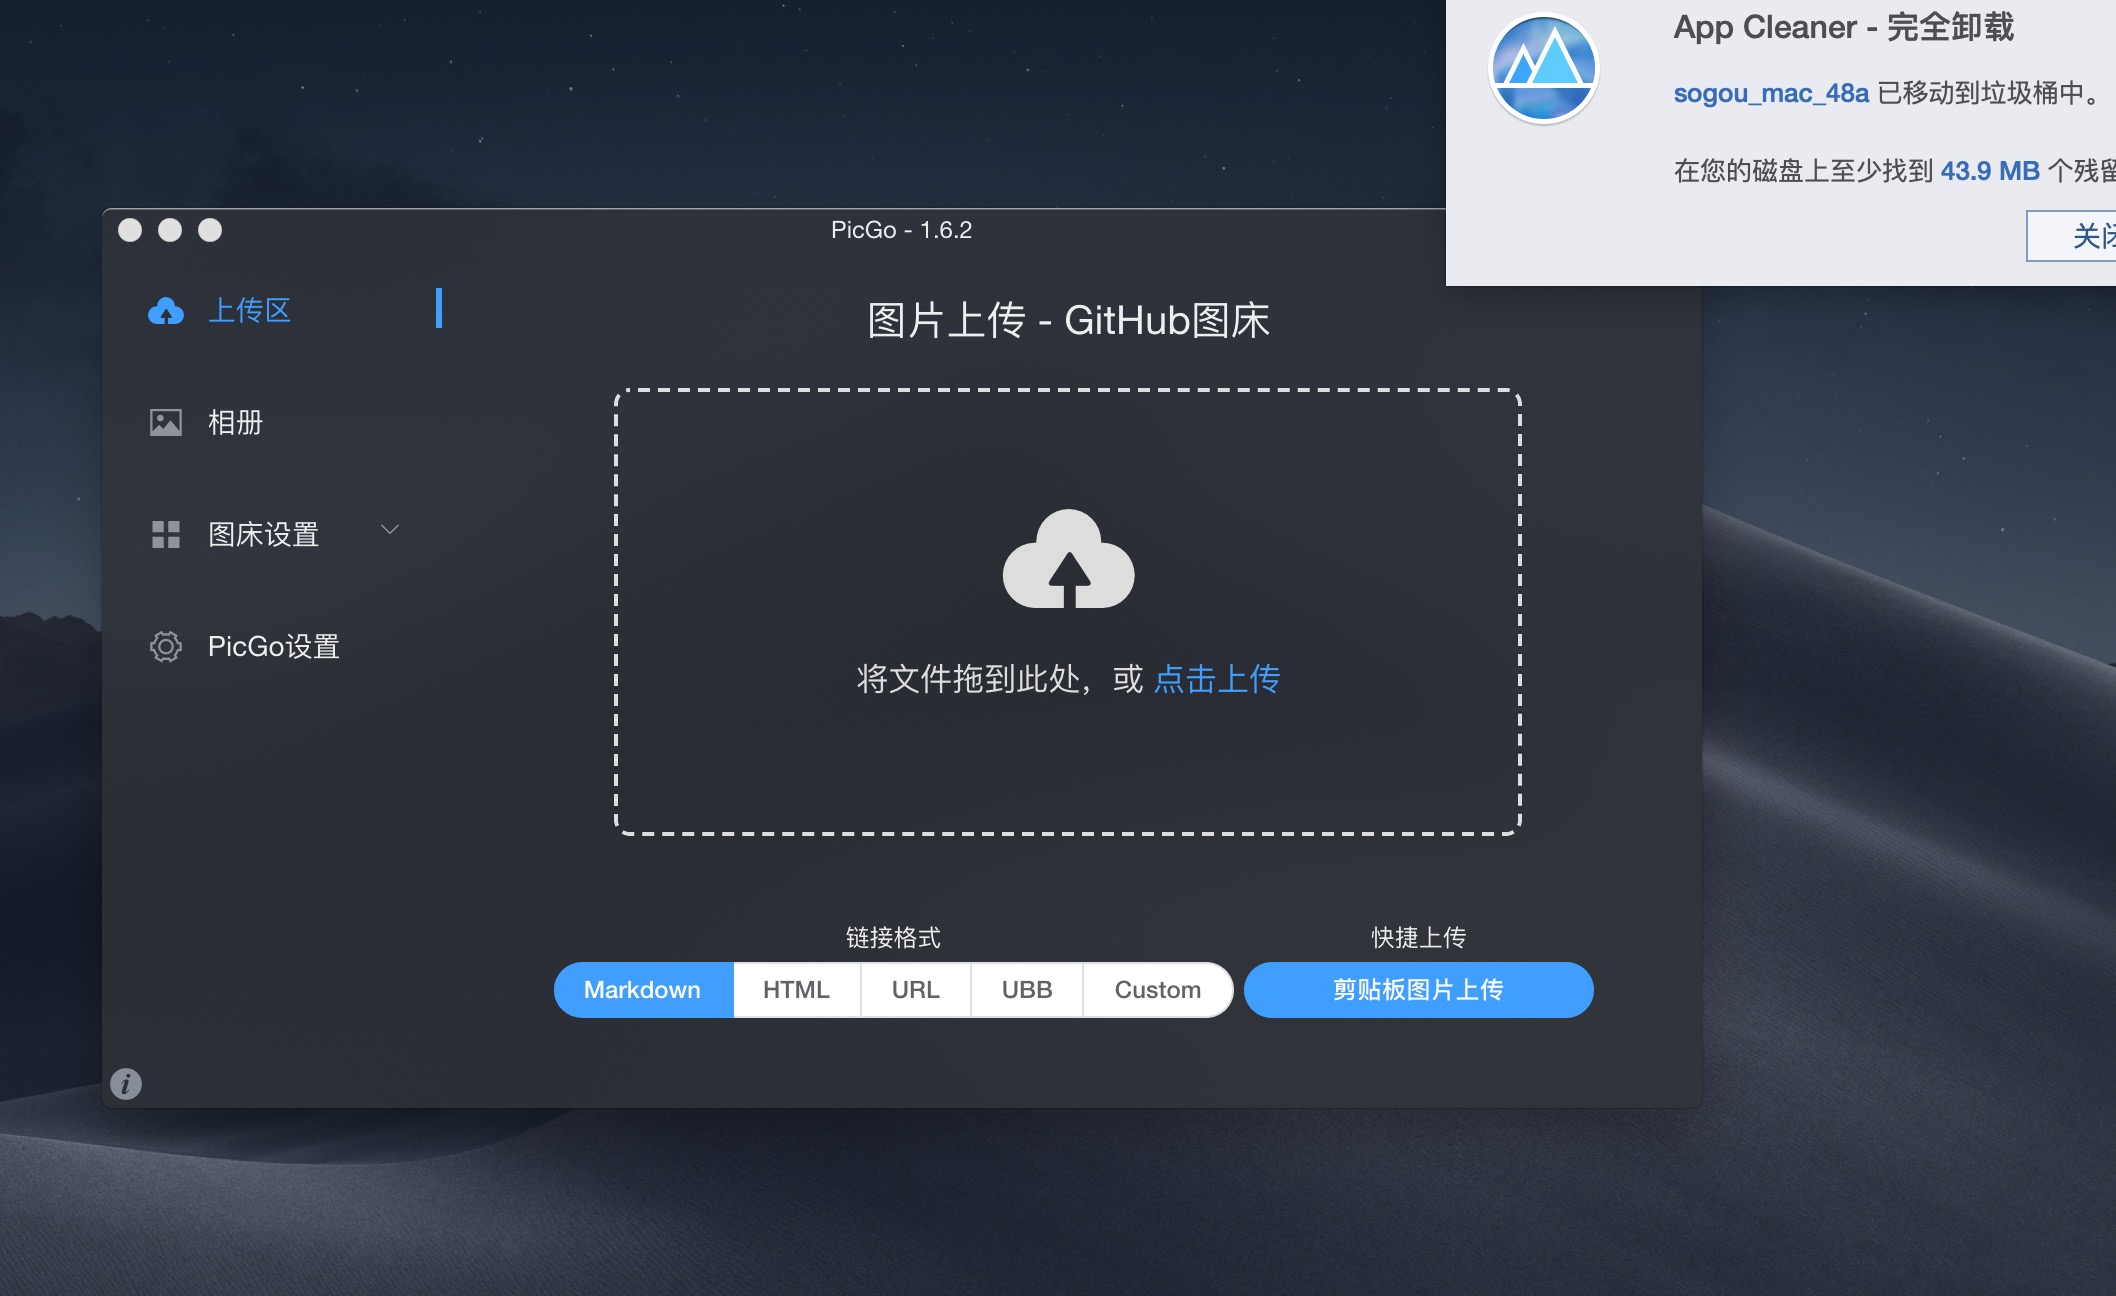 App Cleaner - 完全卸载
sogou_mac_48a 已移动到垃圾桶中。
在您的磁盘上至少找到 43.9 MB 个残留
关闭
PicGo - 1.6.2
上传区
相册
图床设置
PicGo设置
图片上传 - GitHub图床
将文件拖到此处，或 点击上传
链接格式
Markdown HTML URL UBB Custom
快捷上传
剪贴板图片上传